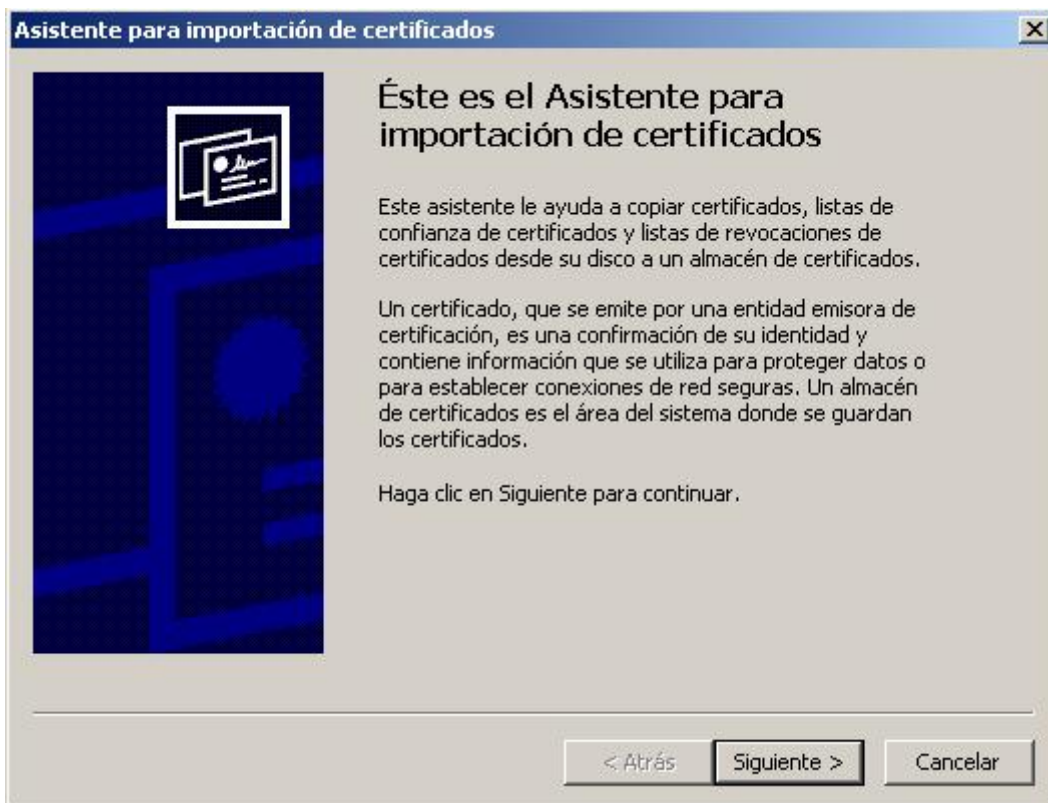 Asistente para importación de certificados
Éste es el Asistente para
importación de certificados
Este asistente le ayuda a copiar certificados, listas de
confianza de certificados y listas de revocaciones de
certificados desde su disco a un almacén de certificados.
Un certificado, que se emite por una entidad emisora de
certificación, es una confirmación de su identidad y
contiene información que se utiliza para proteger datos o
para establecer conexiones de red seguras. Un almacén
de certificados es el área del sistema donde se guardan
los certificados.
Haga clic en Siguiente para continuar.
< Atrás Siguiente > Cancelar